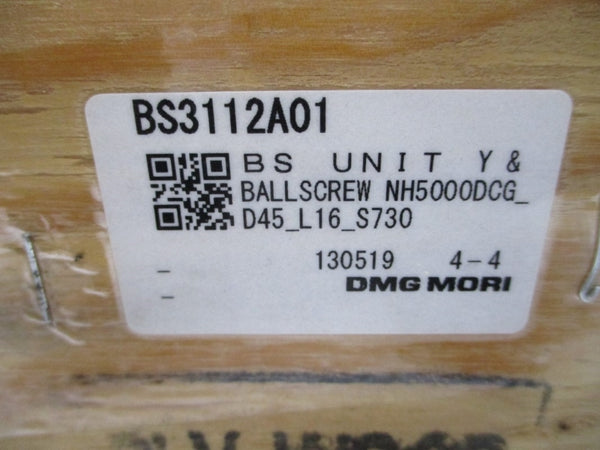 BS3112A01
BS UNIT Y &
BALLSCREW NH5000DCG_
D45_L16_S730
_ 130519 4-4
_ DMG MORI